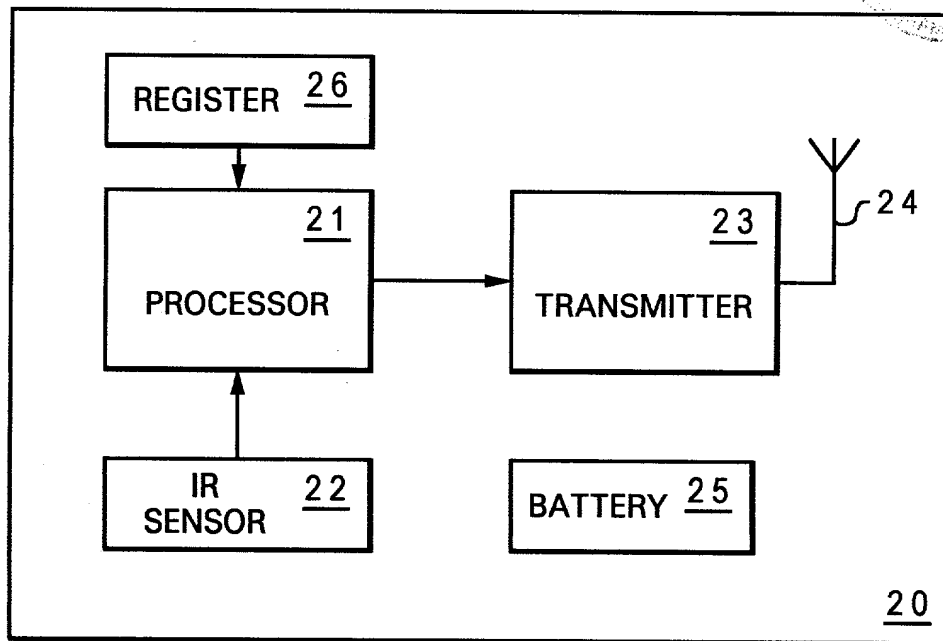 REGISTER 26
21
PROCESSOR
23
TRANSMITTER
24
IR
SENSOR 22
BATTERY 25
20